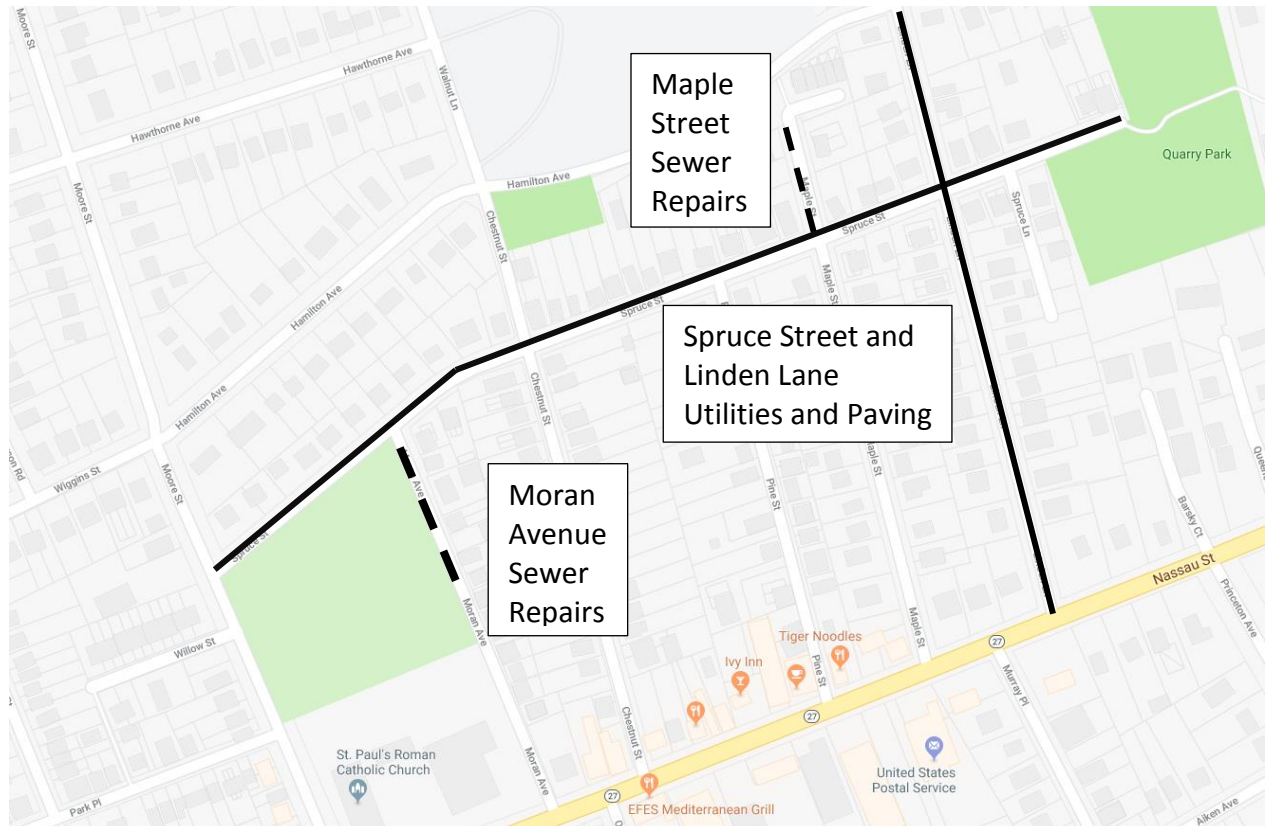 Moore St
Hawthorne Ave
Hawthorne Ave
Walnut Ln
Moore St
Hamilton Ave
Maple
Street
Sewer
Repairs
Maple St
Spruce St
Quarry Park
Spruce Ln
Chestnut St
Hamilton Ave
Spruce St
Maple St
Spruce Street and
Linden Lane
Utilities and Paving
Chestnut St
Hamilton Ave
Wiggins St
Moore St
Maple St
Pine St
Barsky Ct
Moran
Avenue
Sewer
Repairs
Ave
Spruce St
Nassau St
Princeton Ave
Willow St
Moran Ave
Maple St
27
Tiger Noodles
Ivy Inn
Pine St
Murray Pl
27
Chestnut St
St. Paul's Roman
Catholic Church
Moran Ave
United States
Postal Service
Park Pl
27
EFES Mediterranean Grill
Aiken Ave